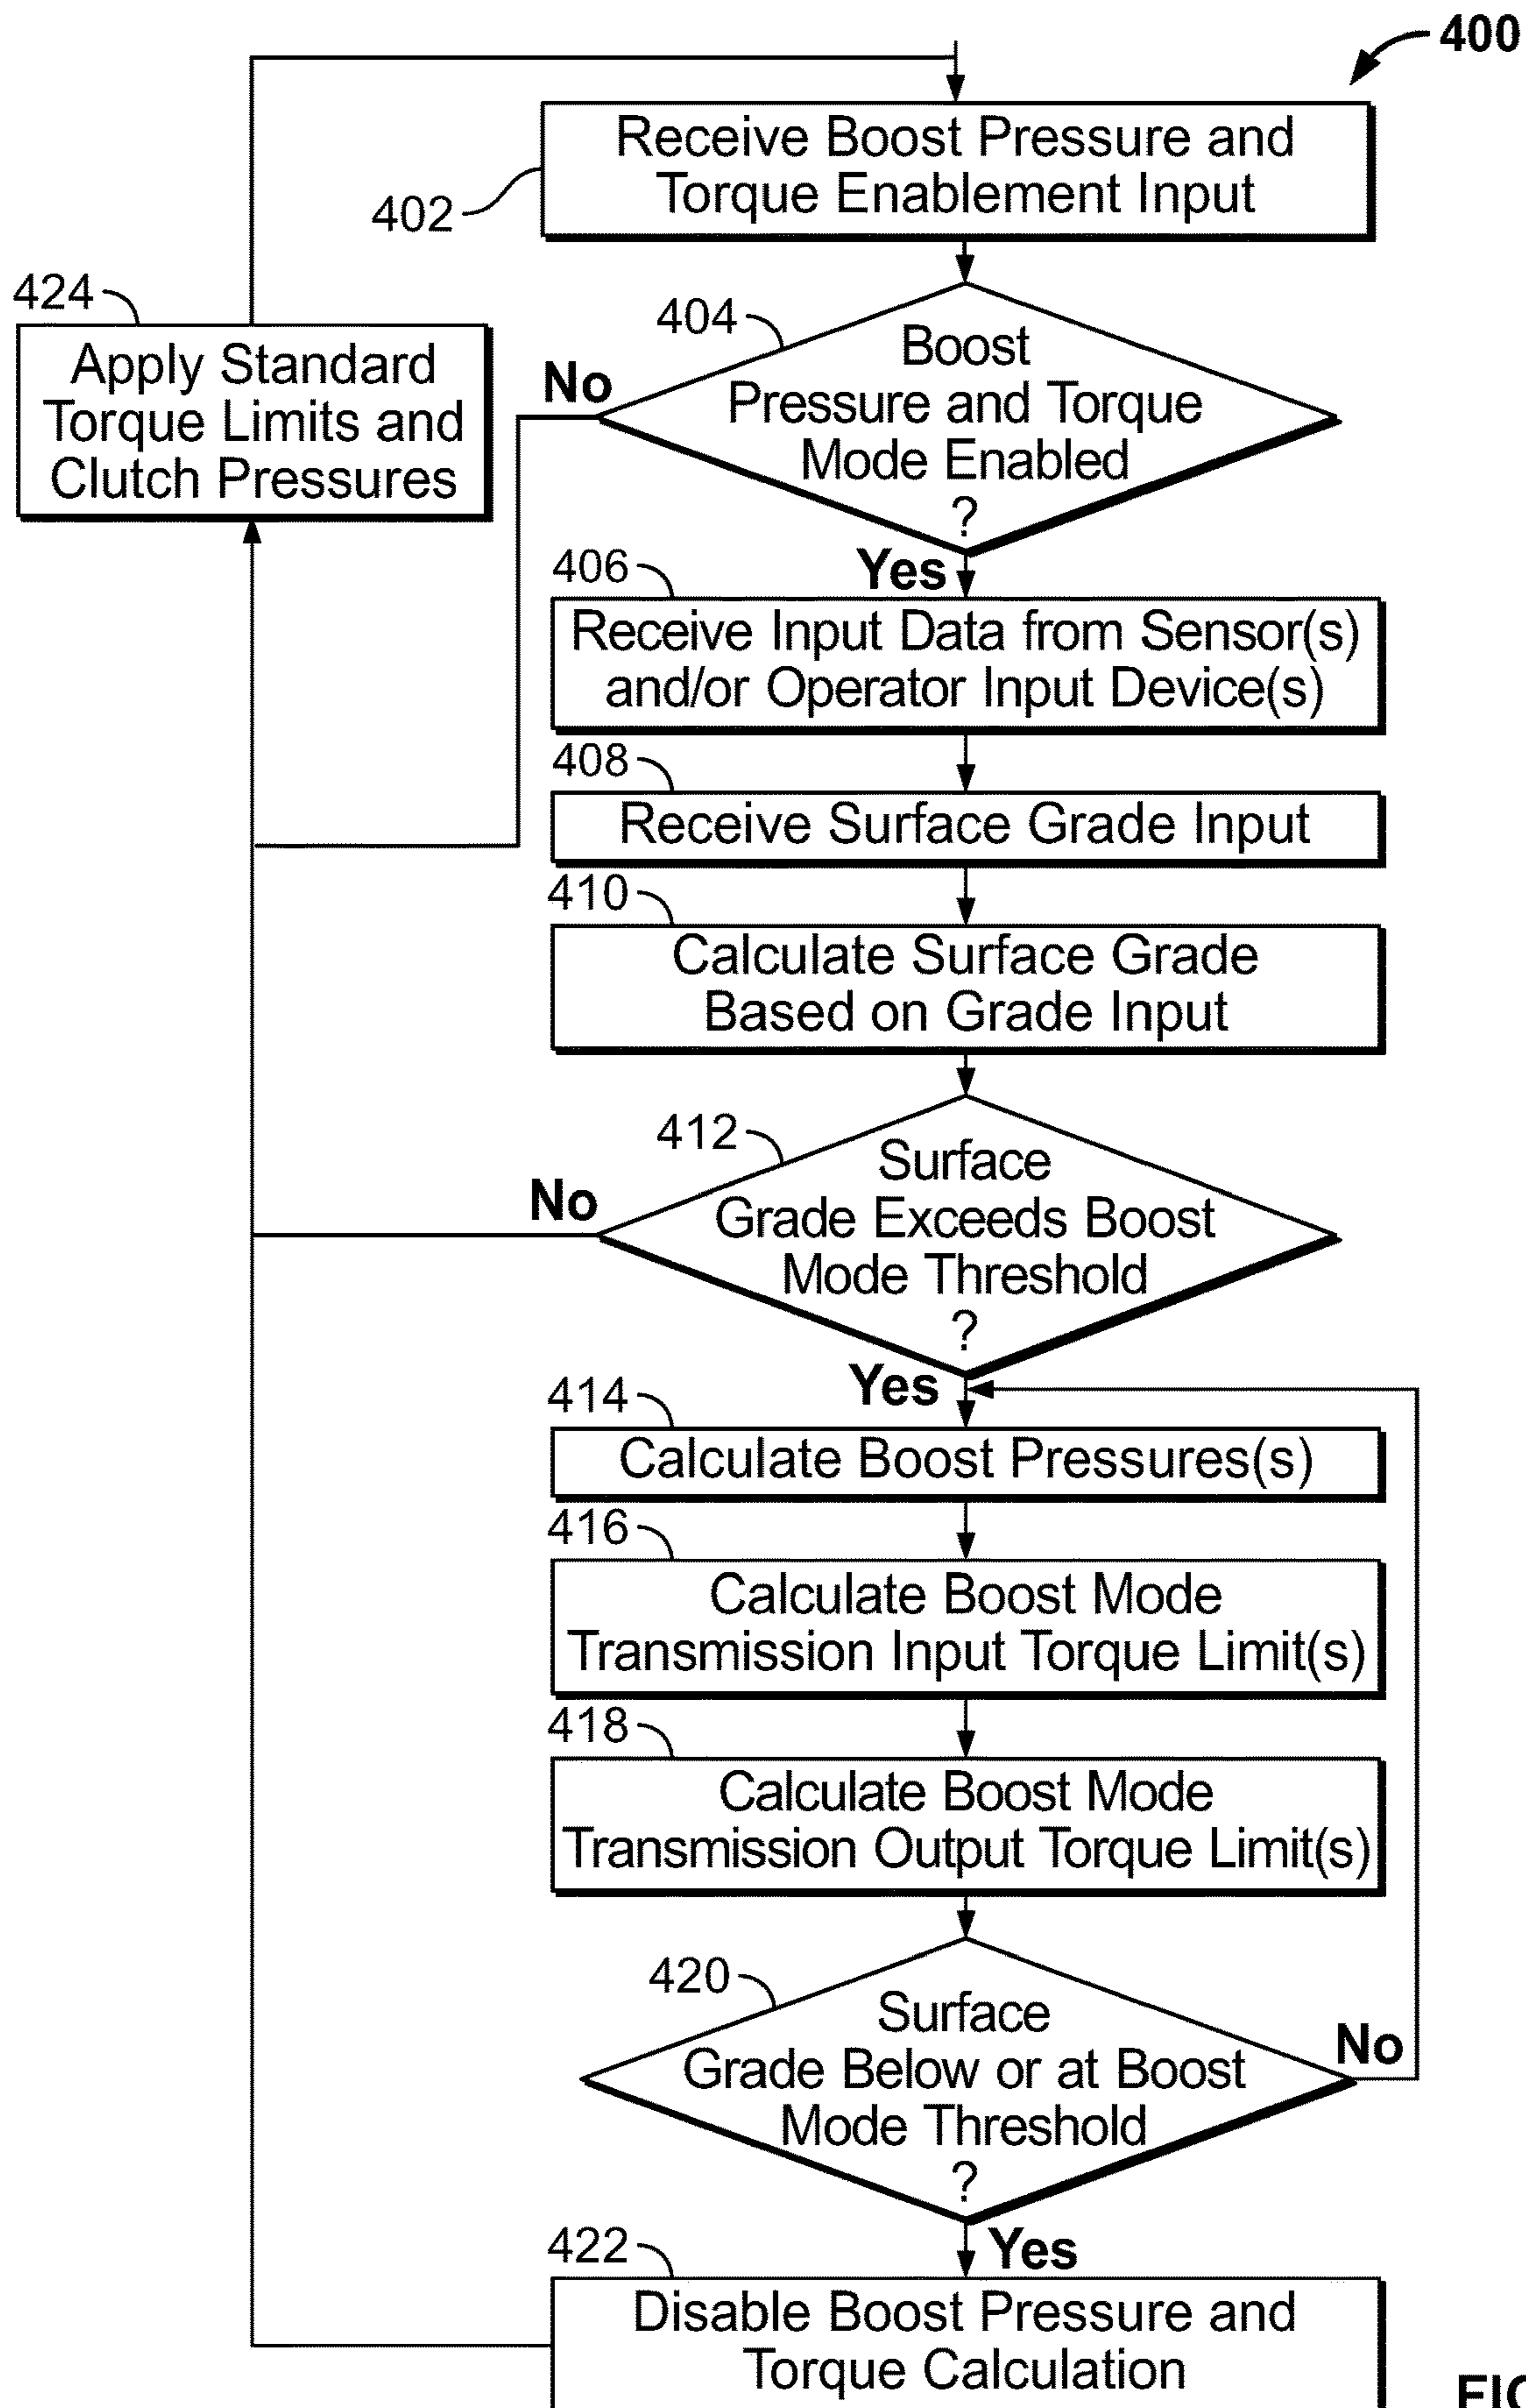 400
Receive Boost Pressure and
Torque Enablement Input
402
424
Apply Standard
Torque Limits and
Clutch Pressures
404
Boost
Pressure and Torque
Mode Enabled
?
No
Yes
406
Receive Input Data from Sensor(s)
and/or Operator Input Device(s)
408
Receive Surface Grade Input
410
Calculate Surface Grade
Based on Grade Input
412
Surface
Grade Exceeds Boost
Mode Threshold
?
No
Yes
414
Calculate Boost Pressures(s)
416
Calculate Boost Mode
Transmission Input Torque Limit(s)
418
Calculate Boost Mode
Transmission Output Torque Limit(s)
420
Surface
Grade Below or at Boost
Mode Threshold
?
No
Yes
422
Disable Boost Pressure and
Torque Calculation